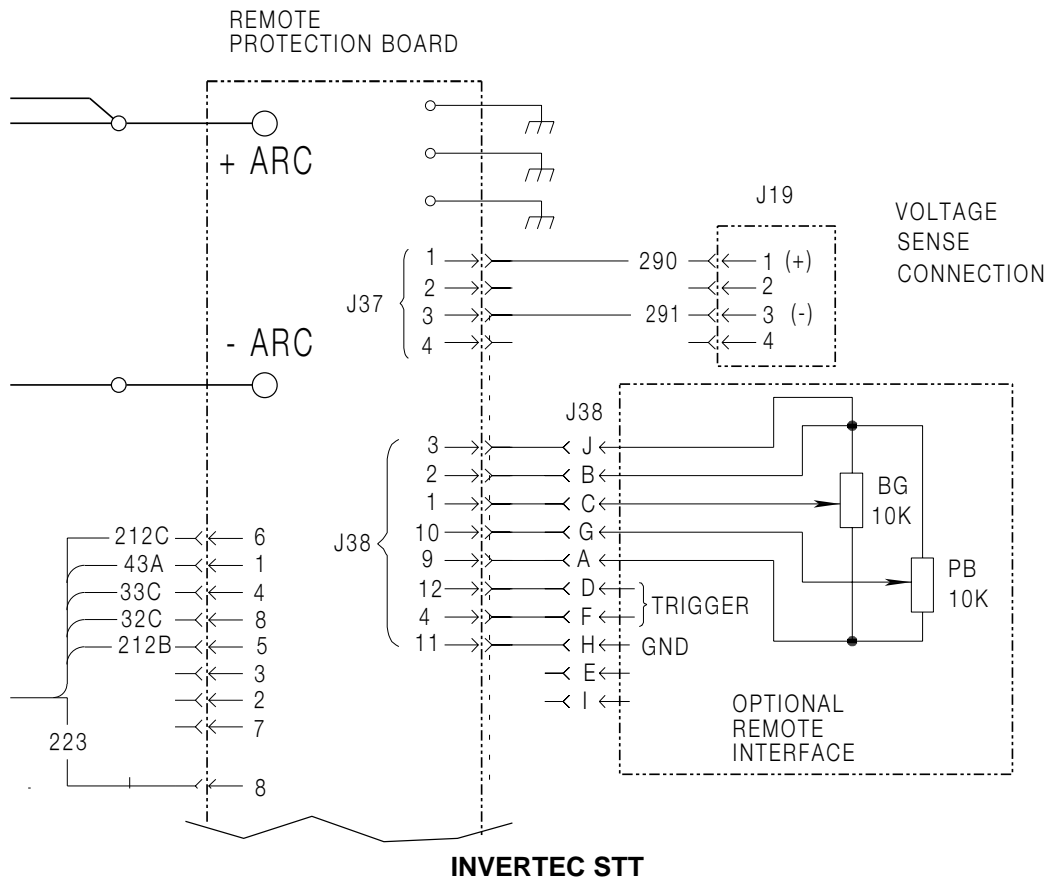 REMOTE
PROTECTION BOARD
+ ARC
- ARC
J37
1
2
3
4
290
291
J19
1 (+)
2
3 (-)
4
VOLTAGE
SENSE
CONNECTION
J38
3
2
1
10
9
12
4
11
J38
J
B
C
G
A
D
F
H
E
I
TRIGGER
GND
BG
10K
PB
10K
OPTIONAL
REMOTE
INTERFACE
212C 6
43A 1
33C 4
32C 8
212B 5
3
2
7
223
8
INVERTEC STT